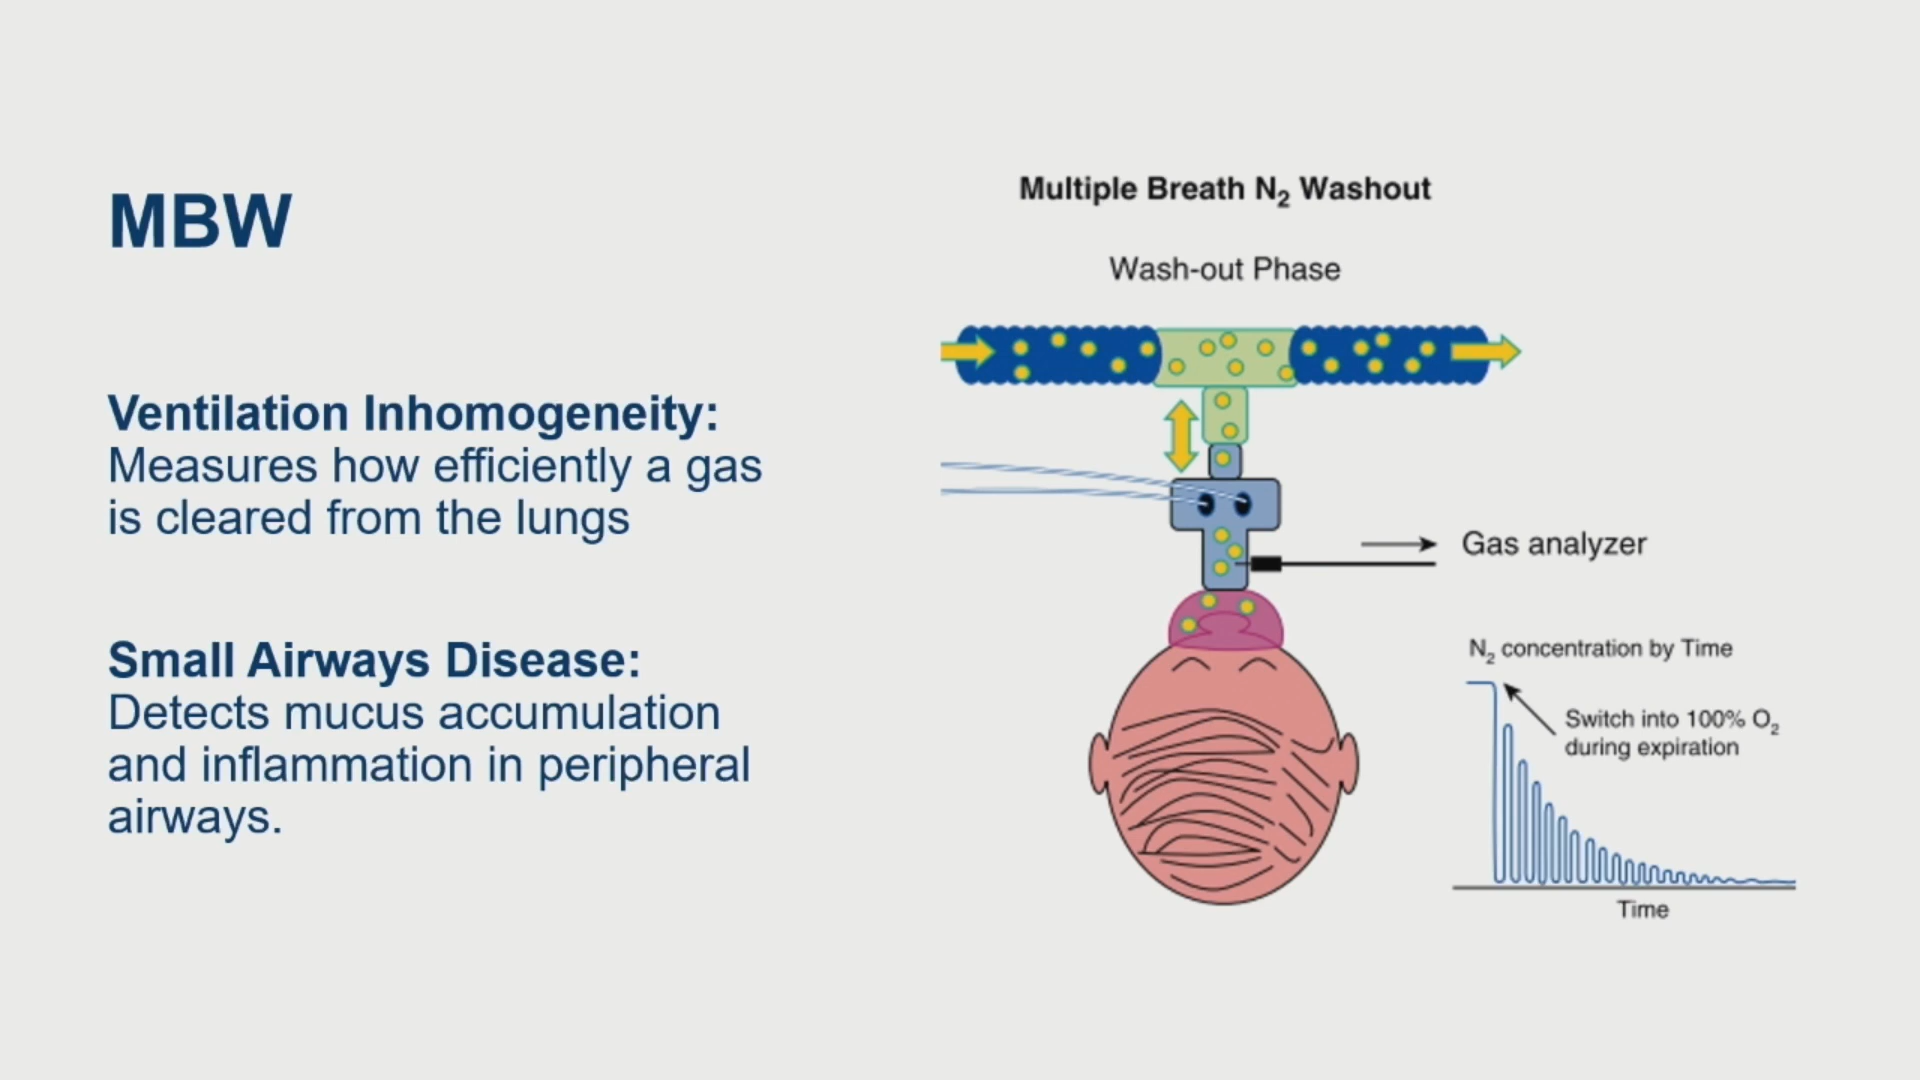 MBW
Ventilation Inhomogeneity:
Measures how efficiently a gas
is cleared from the lungs
Small Airways Disease:
Detects mucus accumulation
and inflammation in peripheral
airways.
Multiple Breath N₂ Washout
Wash-out Phase
Gas analyzer
N₂ concentration by Time
Switch into 100% O₂
during expiration
Time